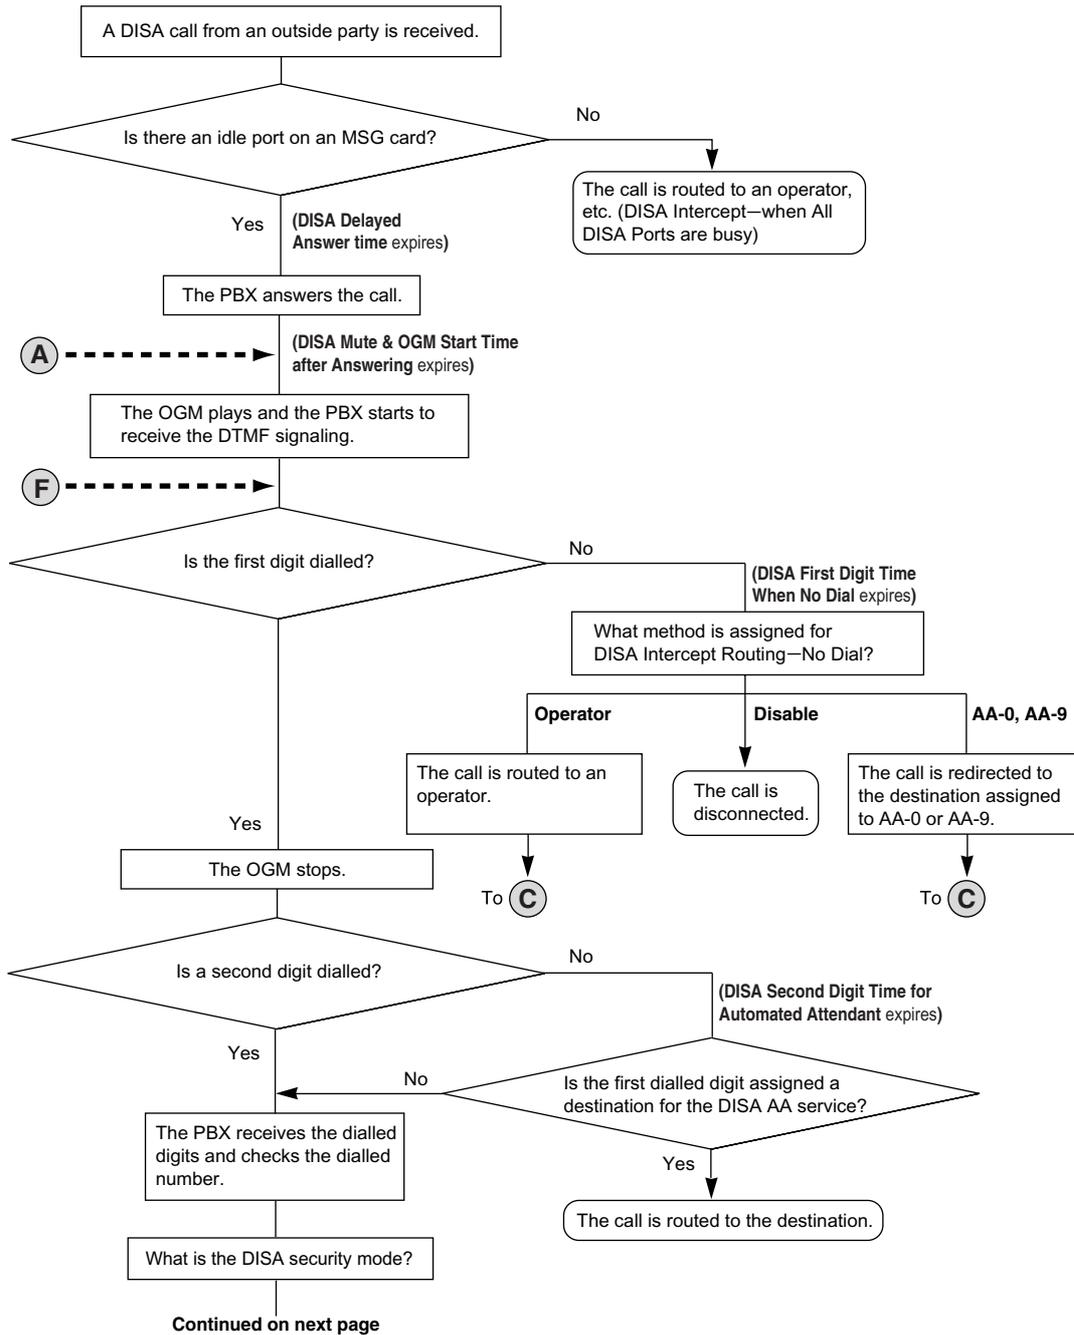 A DISA call from an outside party is received.
Is there an idle port on an MSG card?
No
The call is routed to an operator,
etc. (DISA Intercept—when All
DISA Ports are busy)
Yes
(DISA Delayed
Answer time expires)
The PBX answers the call.
A
(DISA Mute & OGM Start Time
after Answering expires)
The OGM plays and the PBX starts to
receive the DTMF signaling.
F
Is the first digit dialled?
No
(DISA First Digit Time
When No Dial expires)
What method is assigned for
DISA Intercept Routing—No Dial?
Operator
Disable
AA-0, AA-9
The call is routed to an
operator.
The call is
disconnected.
The call is redirected to
the destination assigned
to AA-0 or AA-9.
To C
To C
Yes
The OGM stops.
Is a second digit dialled?
No
(DISA Second Digit Time for
Automated Attendant expires)
Yes
No
Is the first dialled digit assigned a
destination for the DISA AA service?
The PBX receives the dialled
digits and checks the dialled
number.
Yes
The call is routed to the destination.
What is the DISA security mode?
Continued on next page